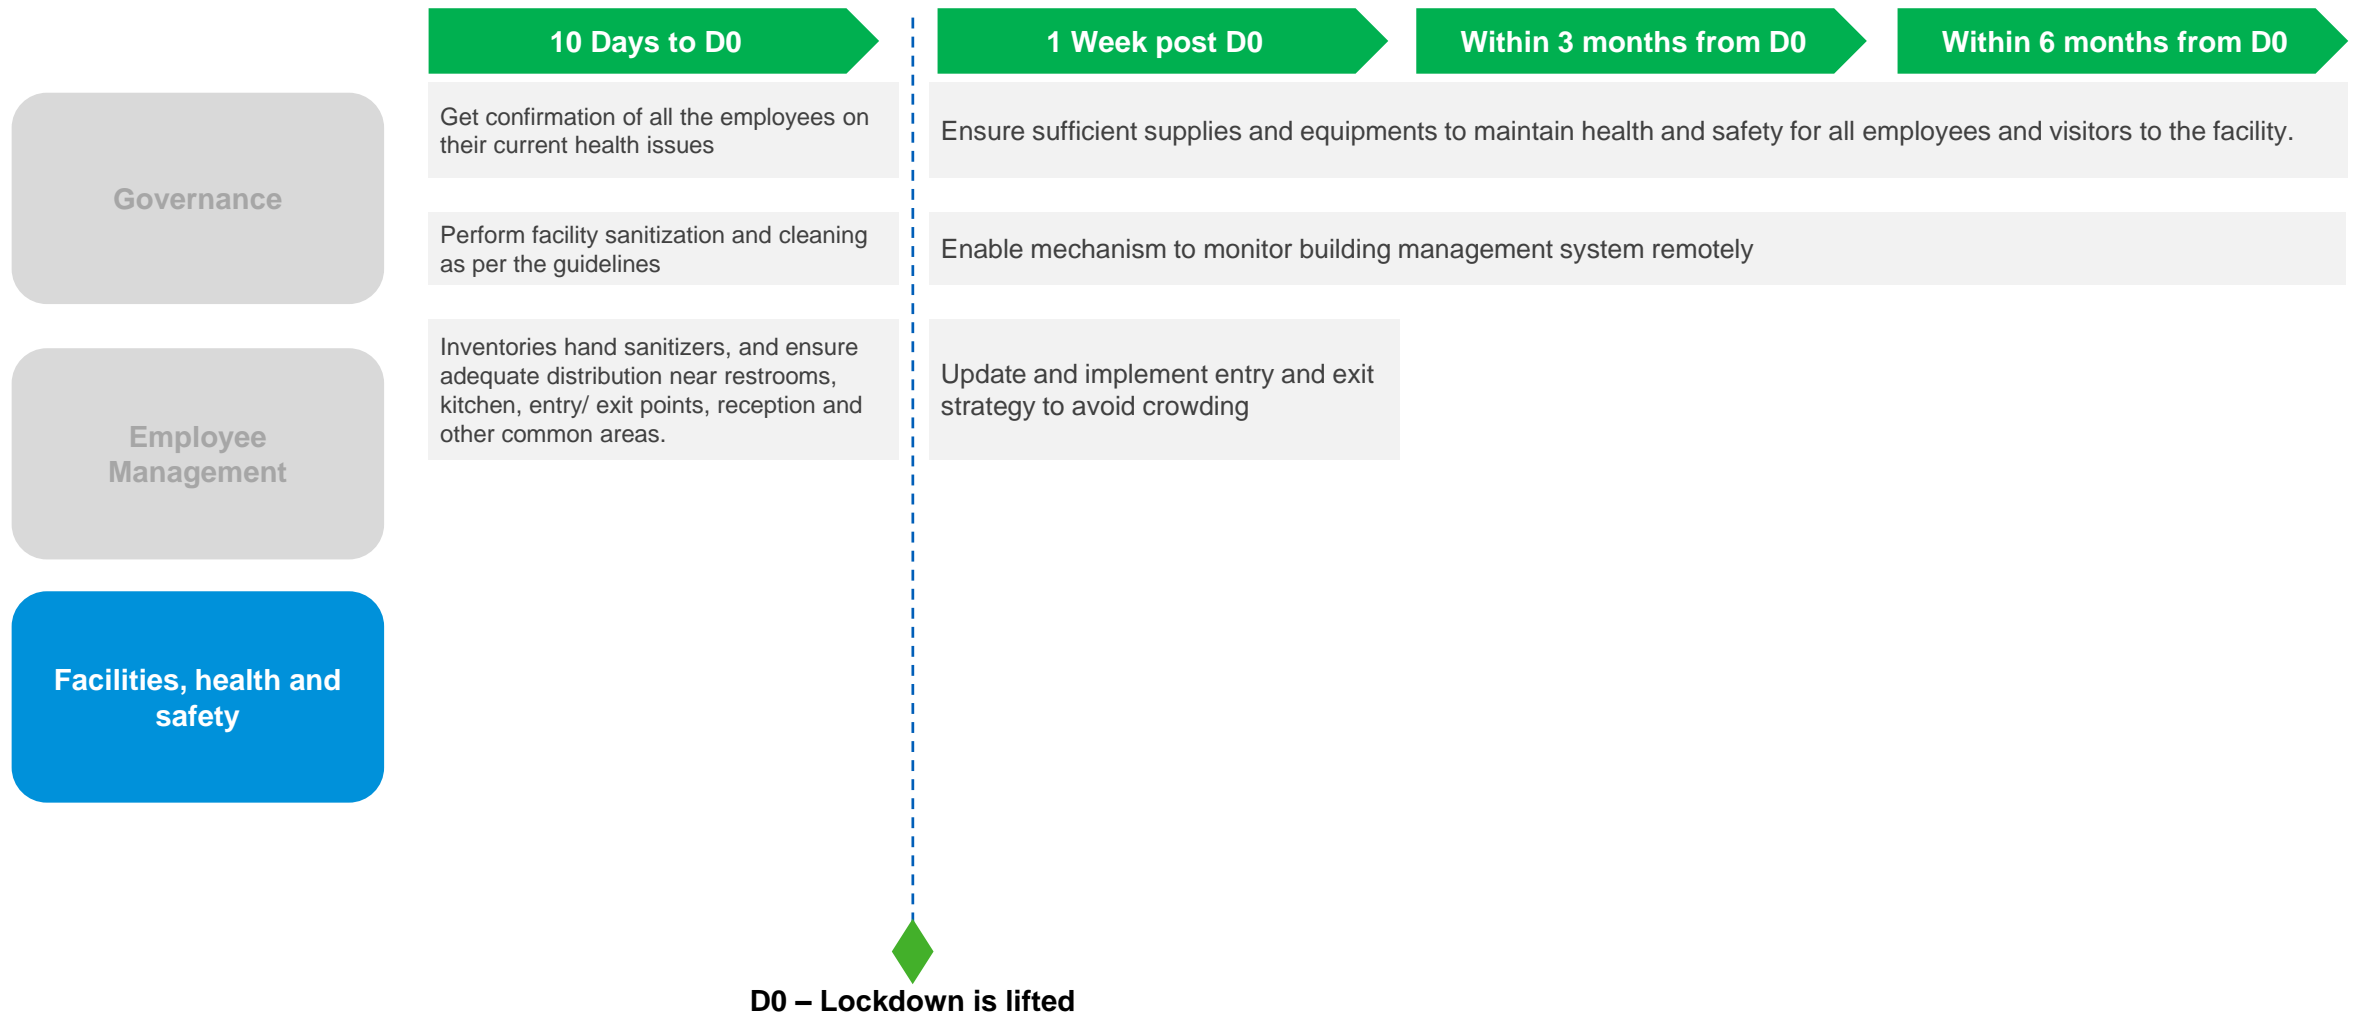 10 Days to D0
1 Week post D0
Within 3 months from D0
Within 6 months from D0
Governance
Get confirmation of all the employees on
their current health issues
Ensure sufficient supplies and equipments to maintain health and safety for all employees and visitors to the facility.
Perform facility sanitization and cleaning
as per the guidelines
Enable mechanism to monitor building management system remotely
Employee
Management
Inventories hand sanitizers, and ensure
adequate distribution near restrooms,
kitchen, entry/ exit points, reception and
other common areas.
Update and implement entry and exit
strategy to avoid crowding
Facilities, health and
safety
D0 – Lockdown is lifted